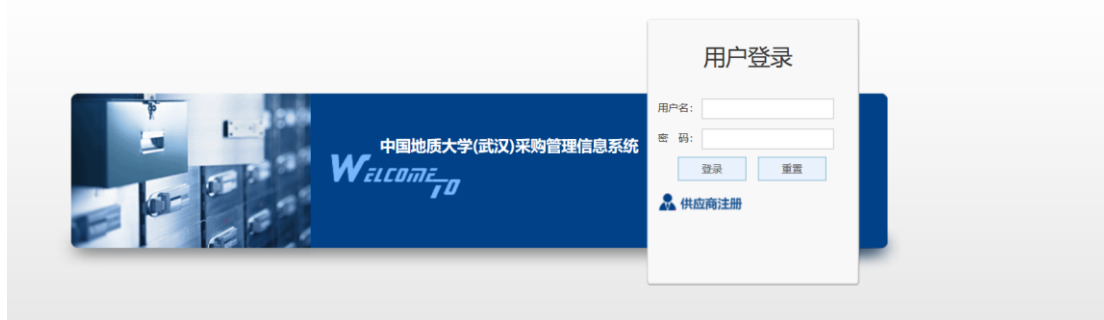 用户登录
用户名:
中国地质大学(武汉)采购管理信息系统
密 码:
WELCOME TO
登录 重置
供应商注册